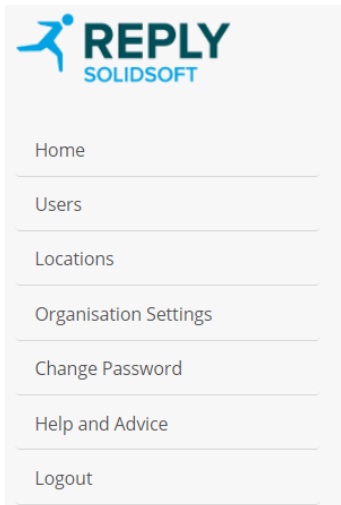 REPLY
SOLIDSOFT
Home
Users
Locations
Organisation Settings
Change Password
Help and Advice
Logout